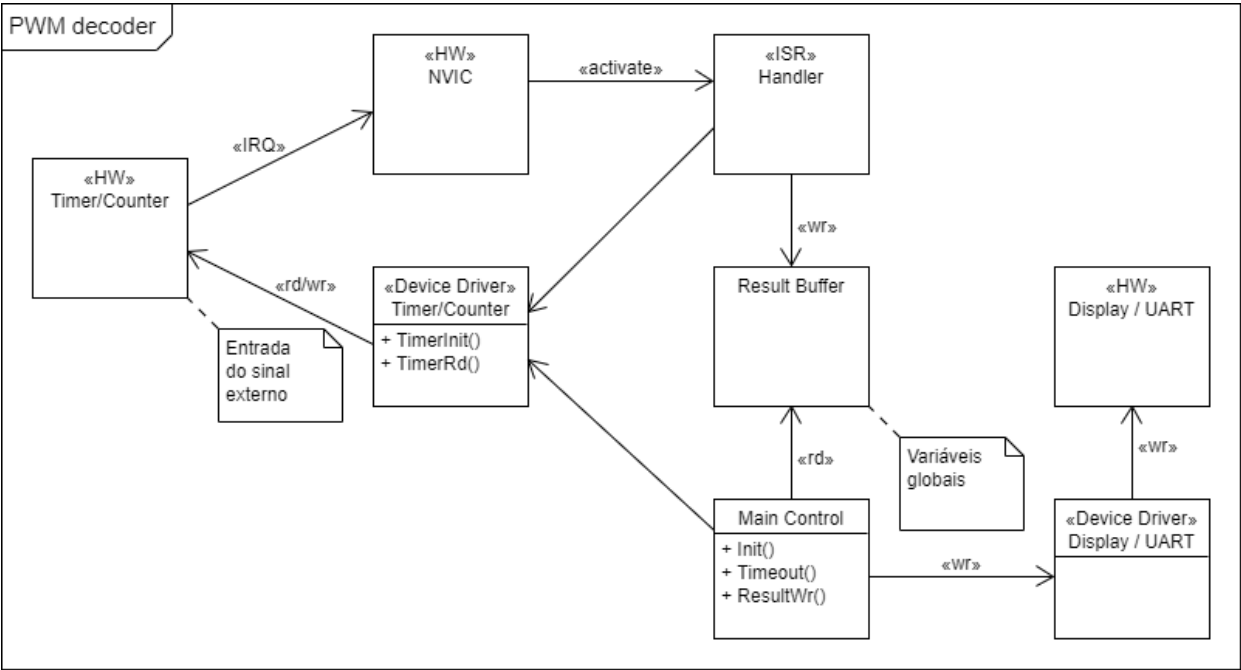 PWM decoder
«HW»
NVIC
«activate»
«ISR»
Handler
«IRQ»
«HW»
Timer/Counter
«wr»
«rd/wr»
«Device Driver»
Timer/Counter
+ TimerInit()
+ TimerRd()
Result Buffer
«HW»
Display / UART
Entrada
do sinal
externo
«rd»
Variáveis
globais
«wr»
Main Control
+ Init()
+ Timeout()
+ ResultWr()
«wr»
«Device Driver»
Display / UART